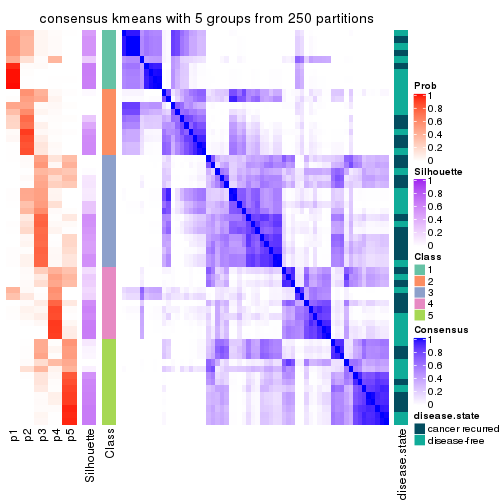 consensus kmeans with 5 groups from 250 partitions
Prob
1
0.8
0.6
0.4
0.2
0
Silhouette
1
0.8
0.6
0.4
0.2
0
Class
1
2
3
4
5
Consensus
1
0.8
0.6
0.4
0.2
0
disease.state
cancer recurred
disease-free
p1
p2
p3
p4
p5
Silhouette
Class
disease.state